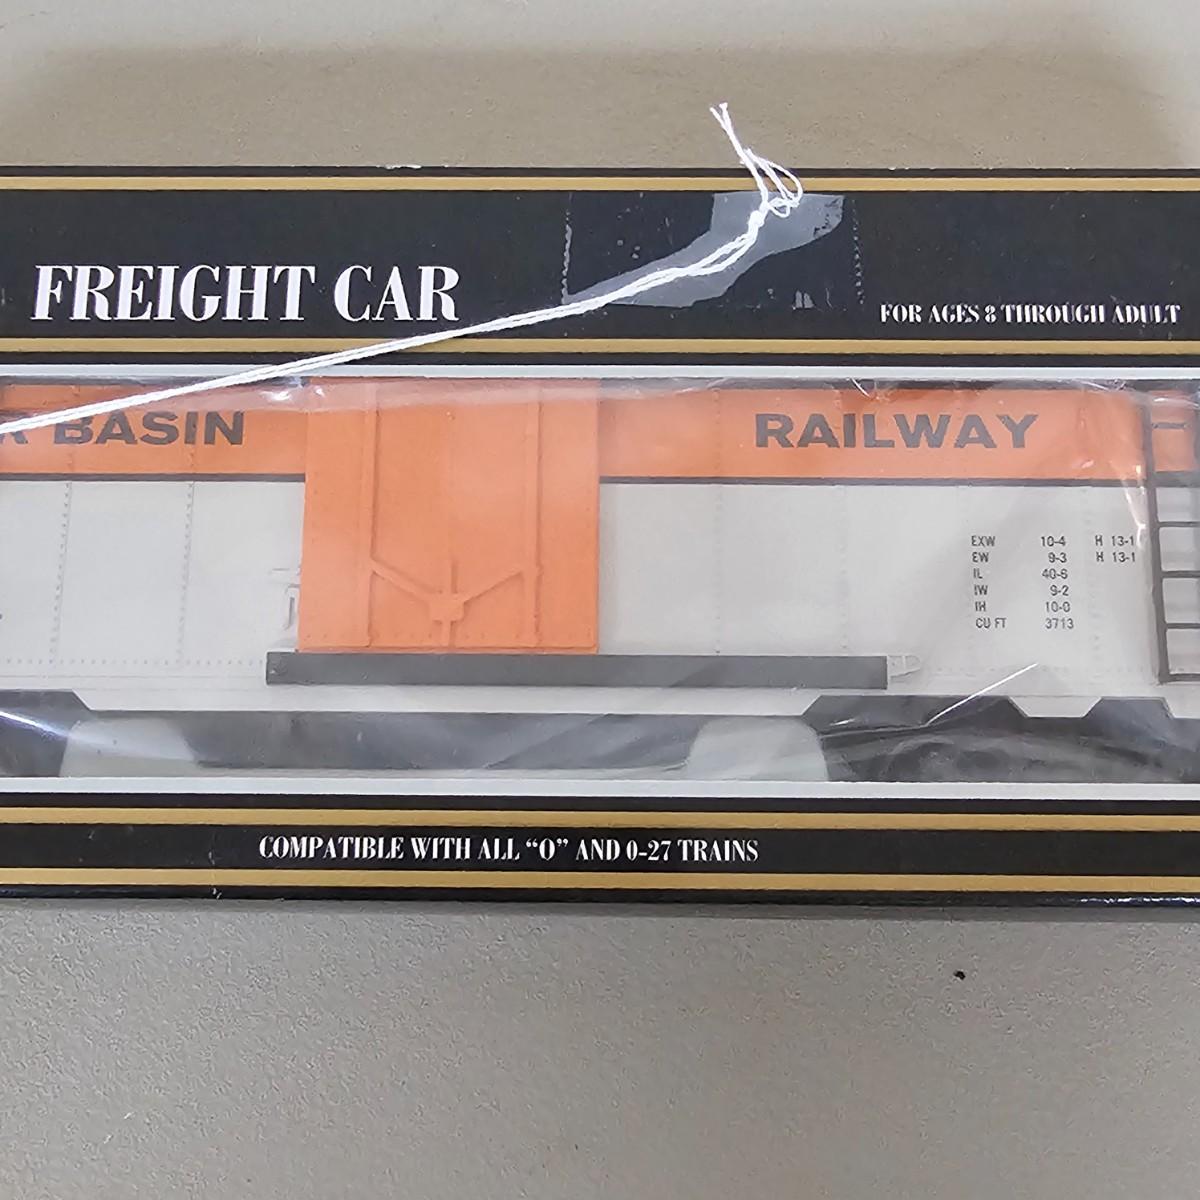 FREIGHT CAR
FOR AGES 8 THROUGH ADULT
R BASIN RAILWAY
EXW 10-4 H 13-1
EW 9-3 H 13-1
IL 40-6
IW 9-2
IH 10-0
CU FT 3713
COMPATIBLE WITH ALL “O” AND 0-27 TRAINS